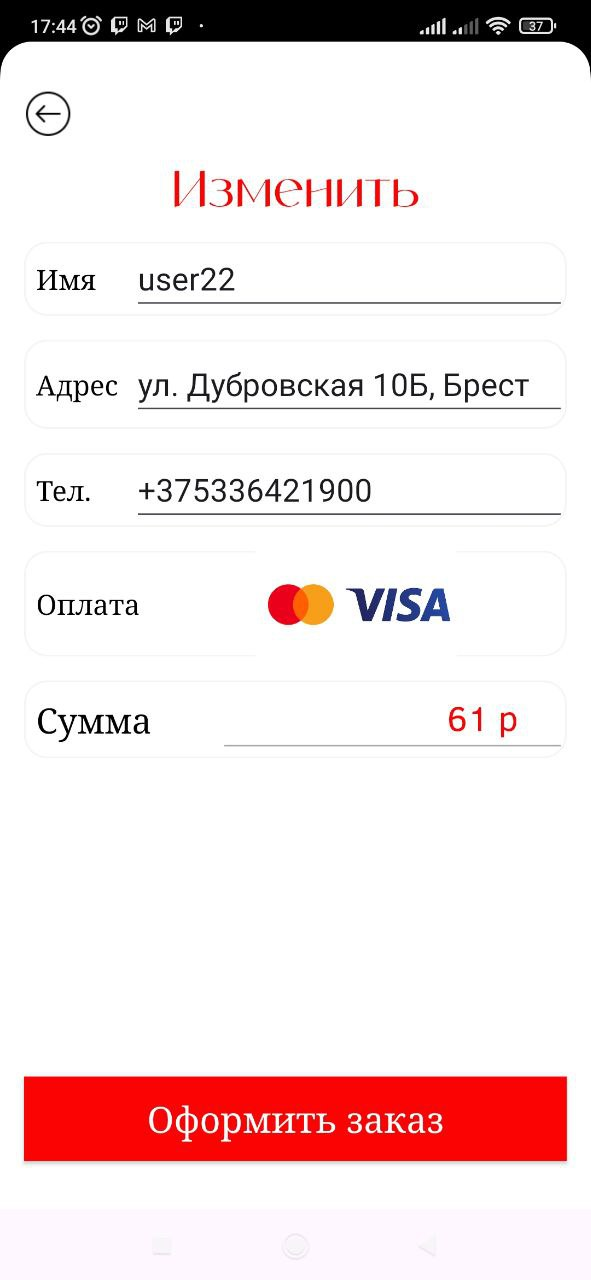 17:44
37
Изменить
Имя user22
Адрес ул. Дубровская 10Б, Брест
Тел. +375336421900
Оплата VISA
Сумма 61 р
Оформить заказ